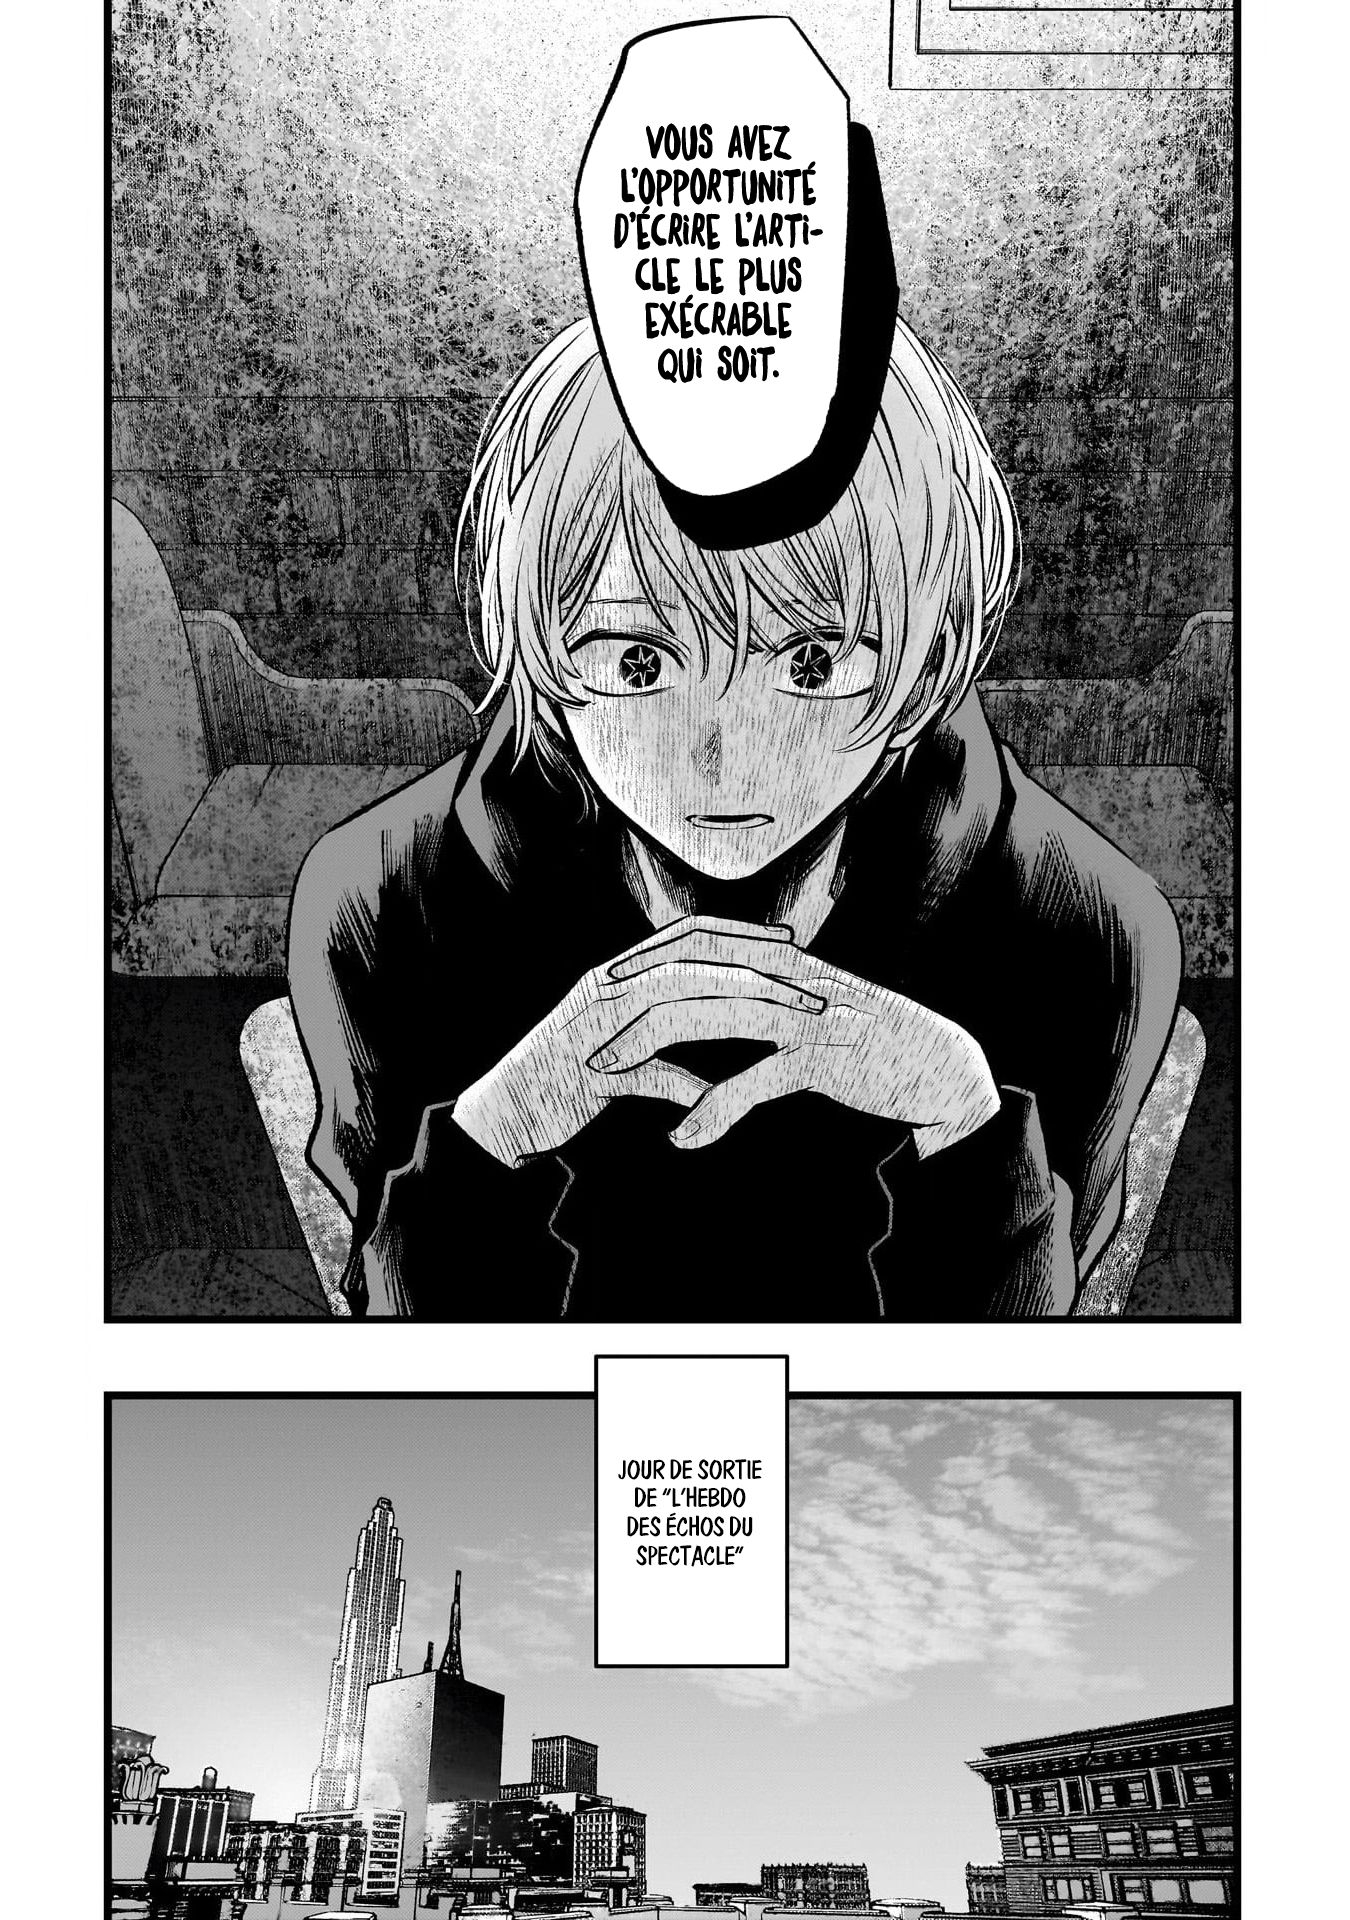 VOUS AVEZ
L'OPPORTUNITÉ
D'ÉCRIRE L'ARTI-
CLE LE PLUS
EXÉCRABLE
QUI SOIT.
JOUR DE SORTIE
DE "L'HEBDO
DES ÉCHOS DU
SPECTACLE"